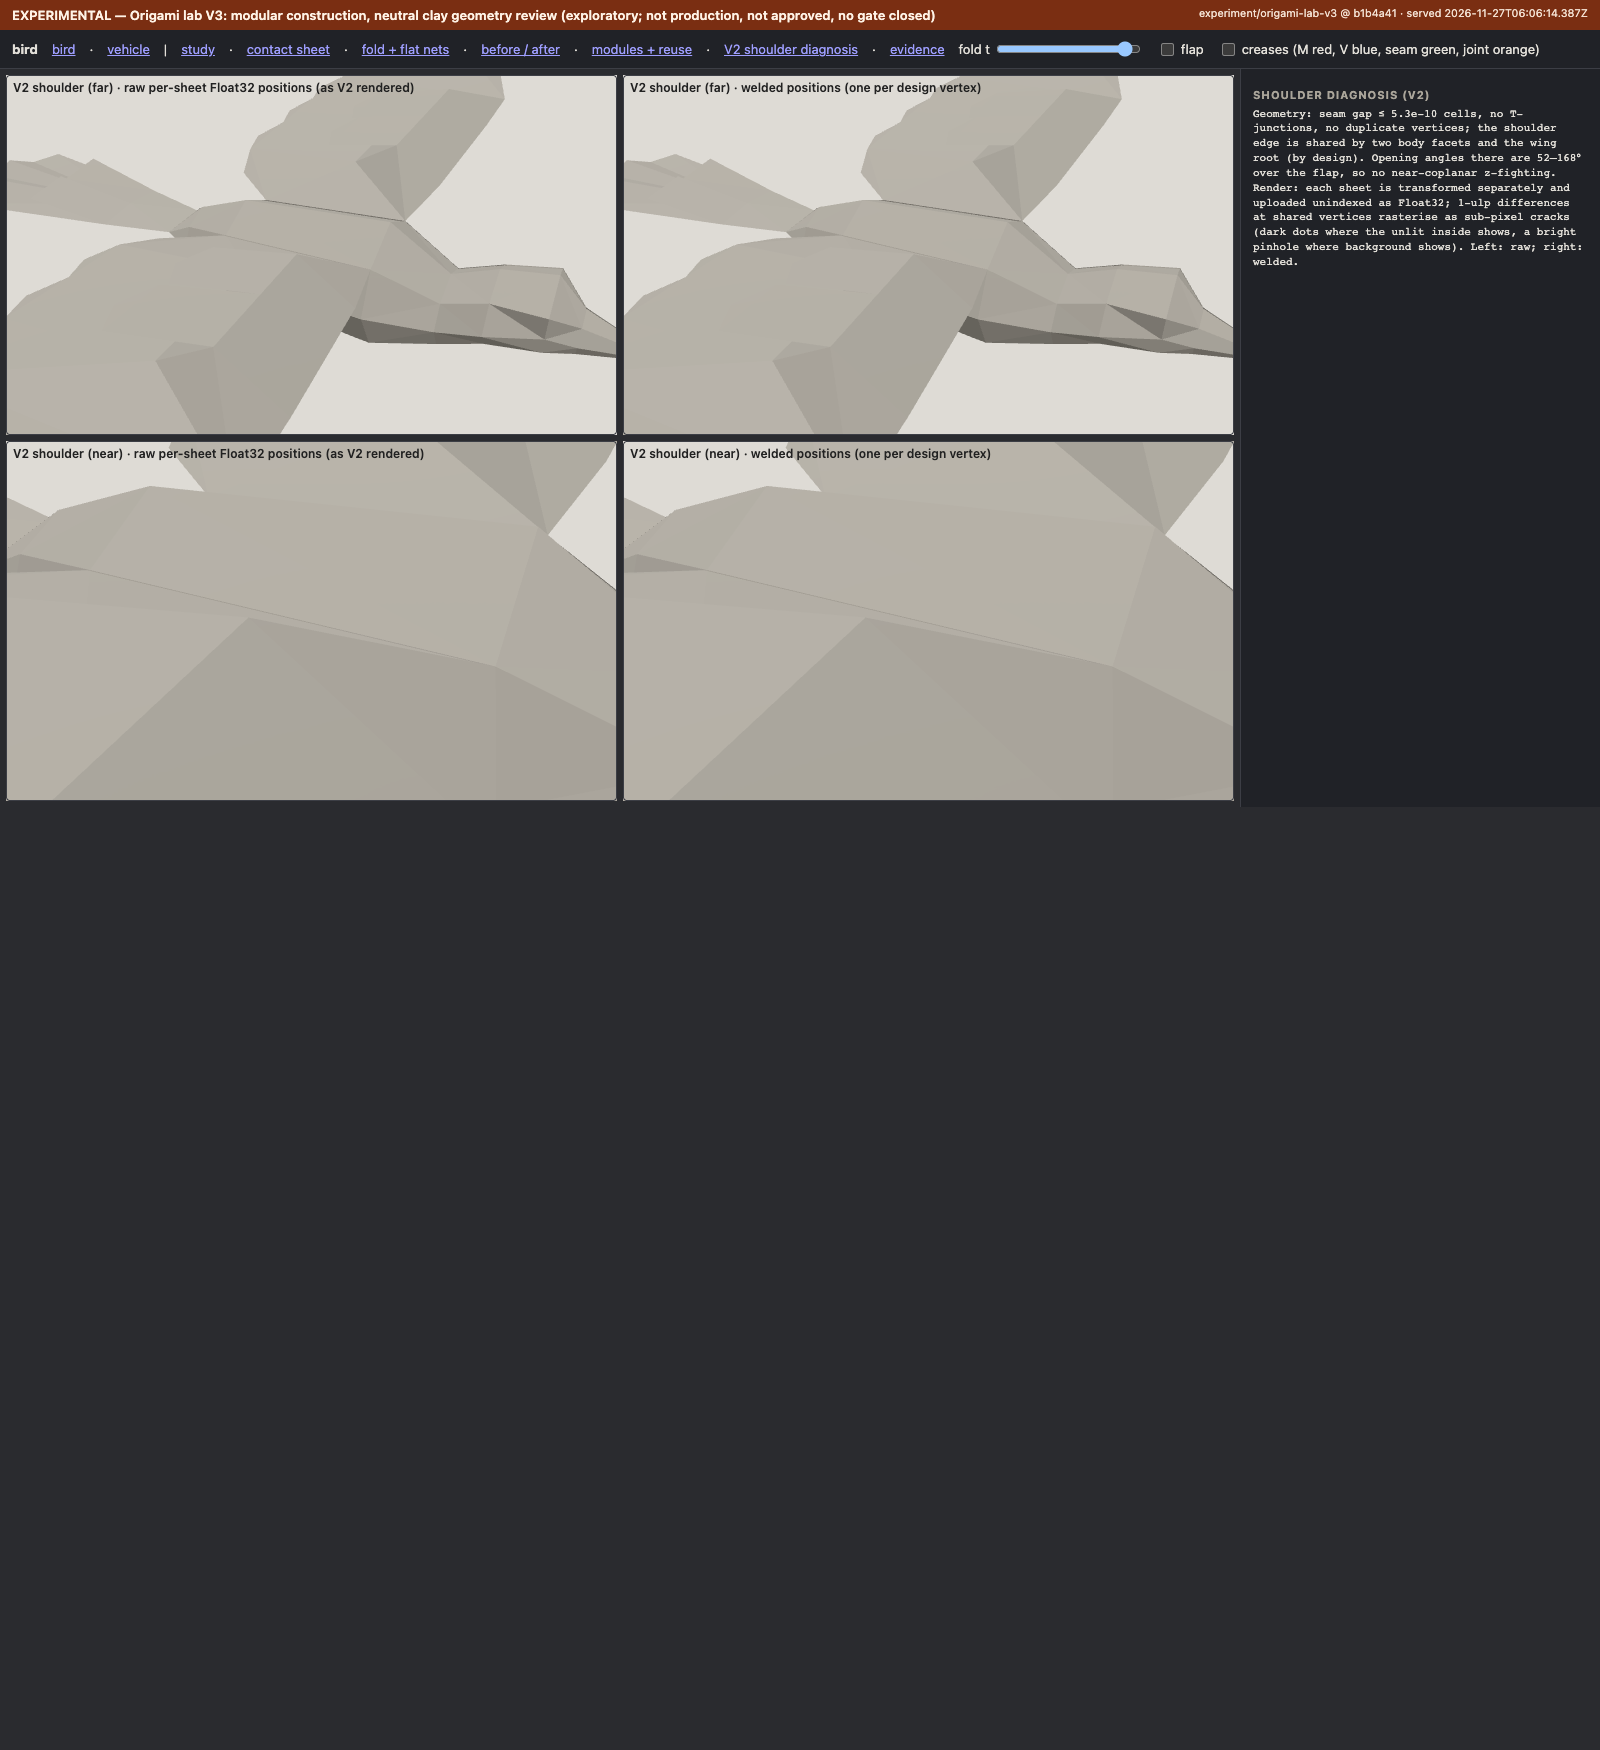 EXPERIMENTAL — Origami lab V3: modular construction, neutral clay geometry review (exploratory; not production, not approved, no gate closed)
experiment/origami-lab-v3 @ b1b4a41 · served 2026-11-27T06:06:14.387Z
bird bird · vehicle | study · contact sheet · fold + flat nets · before / after · modules + reuse · V2 shoulder diagnosis · evidence fold t flap creases (M red, V blue, seam green, joint orange)
V2 shoulder (far) · raw per-sheet Float32 positions (as V2 rendered)
V2 shoulder (far) · welded positions (one per design vertex)
V2 shoulder (near) · raw per-sheet Float32 positions (as V2 rendered)
V2 shoulder (near) · welded positions (one per design vertex)
SHOULDER DIAGNOSIS (V2)
Geometry: seam gap ≤ 5.3e-10 cells, no T-
junctions, no duplicate vertices; the shoulder
edge is shared by two body facets and the wing
root (by design). Opening angles there are 52–168°
over the flap, so no near-coplanar z-fighting.
Render: each sheet is transformed separately and
uploaded unindexed as Float32; 1-ulp differences
at shared vertices rasterise as sub-pixel cracks
(dark dots where the unlit inside shows, a bright
pinhole where background shows). Left: raw; right:
welded.